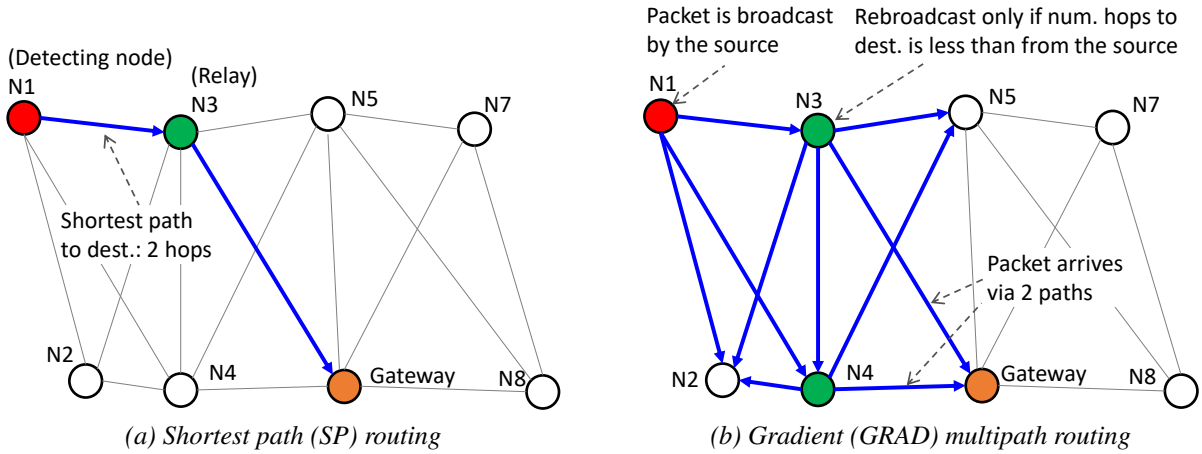 (Detecting node)
N1
(Relay)
N3
N5
N7
Shortest path
to dest.: 2 hops
N2
N4
Gateway
N8
(a) Shortest path (SP) routing
Packet is broadcast
by the source
Rebroadcast only if num. hops to
dest. is less than from the source
N1
N3
N5
N7
Packet arrives
via 2 paths
N2
N4
Gateway
N8
(b) Gradient (GRAD) multipath routing